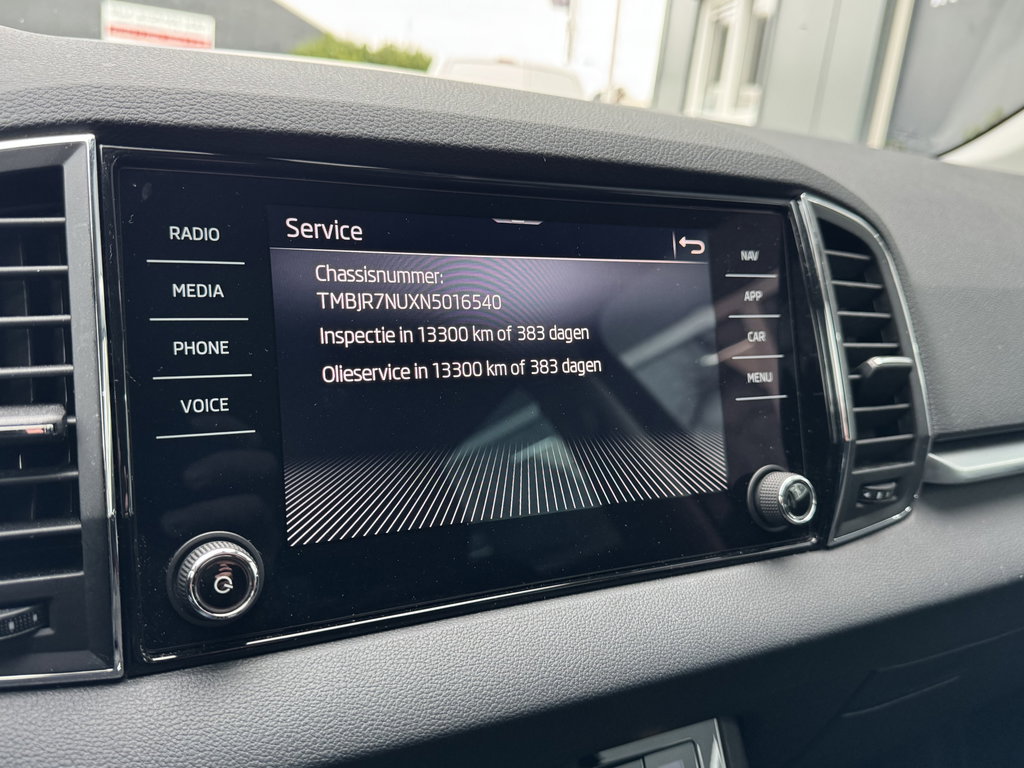 RADIO
MEDIA
PHONE
VOICE
Service
Chassisnummer:
TMBJR7NUXN5016540
Inspectie in 13300 km of 383 dagen
Olieservice in 13300 km of 383 dagen
NAV
APP
CAR
MENU